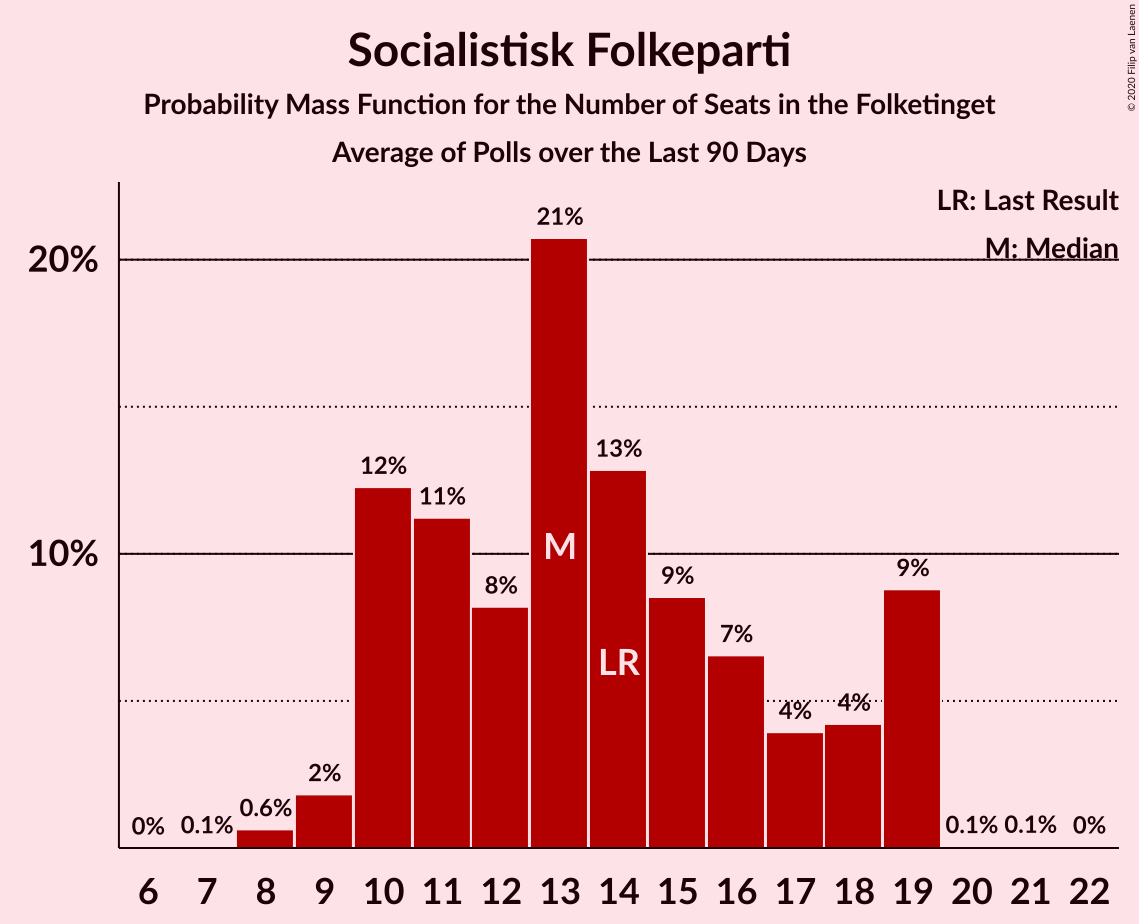 Socialistisk Folkeparti
Probability Mass Function for the Number of Seats in the Folketinget
Average of Polls over the Last 90 Days
© 2020 Filip van Laenen
LR: Last Result
M: Median
20%
10%
0%
0.1%
0.6%
2%
12%
11%
8%
21%
13%
9%
7%
4%
4%
9%
0.1%
0.1%
0%
M
LR
6 7 8 9 10 11 12 13 14 15 16 17 18 19 20 21 22